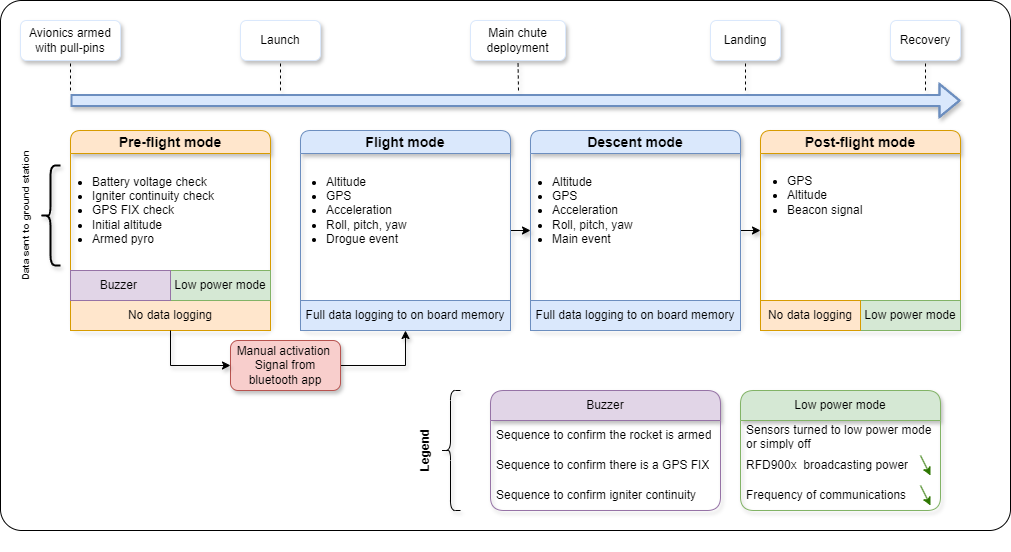 Avionics armed
with pull-pins
Launch
Main chute
deployment
Landing
Recovery
Data sent to ground station
Pre-flight mode
Battery voltage check
Igniter continuity check
GPS FIX check
Initial altitude
Armed pyro
Buzzer
Low power mode
No data logging
Flight mode
Altitude
GPS
Acceleration
Roll, pitch, yaw
Drogue event
Full data logging to on board memory
Descent mode
Altitude
GPS
Acceleration
Roll, pitch, yaw
Main event
Full data logging to on board memory
Post-flight mode
GPS
Altitude
Beacon signal
No data logging
Low power mode
Manual activation
Signal from
bluetooth app
Legend
Buzzer
Sequence to confirm the rocket is armed
Sequence to confirm there is a GPS FIX
Sequence to confirm igniter continuity
Low power mode
Sensors turned to low power mode
or simply off
RFD900x broadcasting power
Frequency of communications